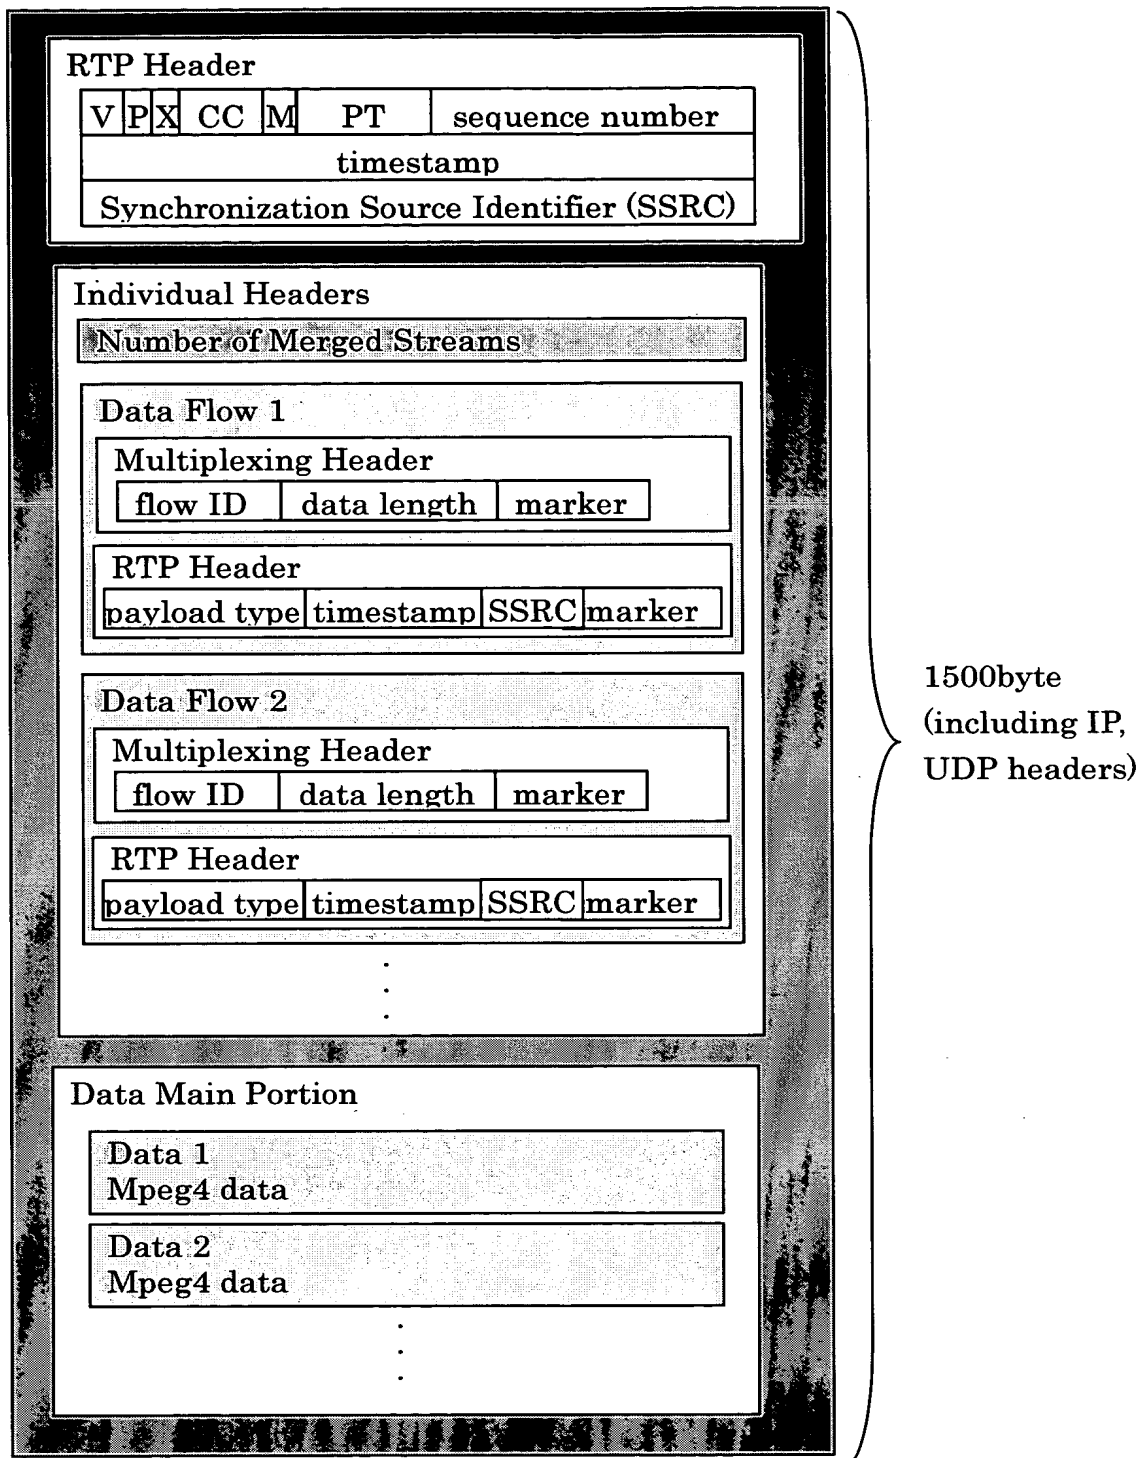 RTP Header
V P X CC M PT sequence number
timestamp
Synchronization Source Identifier (SSRC)
Individual Headers
Number of Merged Streams
Data Flow 1
Multiplexing Header
flow ID data length marker
RTP Header
payload type timestamp SSRC marker
Data Flow 2
Multiplexing Header
flow ID data length marker
RTP Header
payload type timestamp SSRC marker
Data Main Portion
Data 1
Mpeg4 data
Data 2
Mpeg4 data
1500byte
(including IP,
UDP headers)